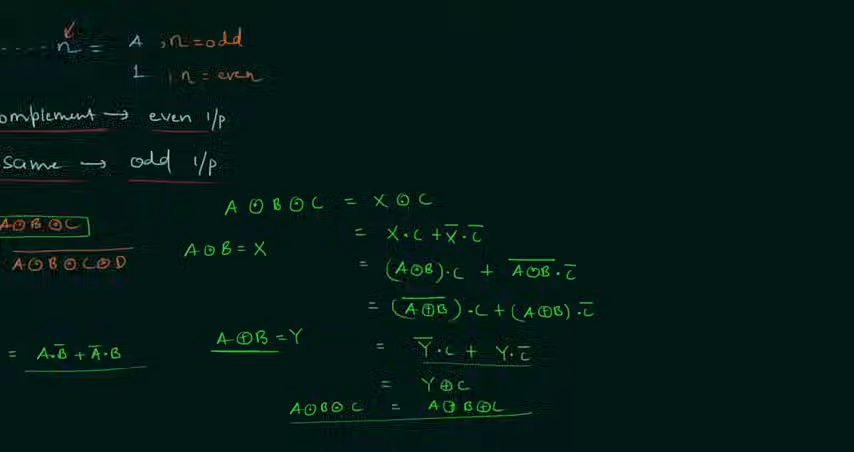 ..... n = A , n = odd
1 , n = even
omplement → even i/p
same → odd i/p
A ⊙ B ⊙ C = X ⊙ C
A⊙B⊙C
= X·C + X̅·C̅
A⊙B = X
A⊙B⊙C⊙D̅
= (A⊙B)·C + A⊙B̅·C̅
= (A⊕B̅)·C + (A⊕B)·C̅
A⊕B = Y
= A·B̅ + A̅·B
= Y̅·C + Y·C̅
= Y⊕C
A⊙B⊙C = A⊕B⊕C